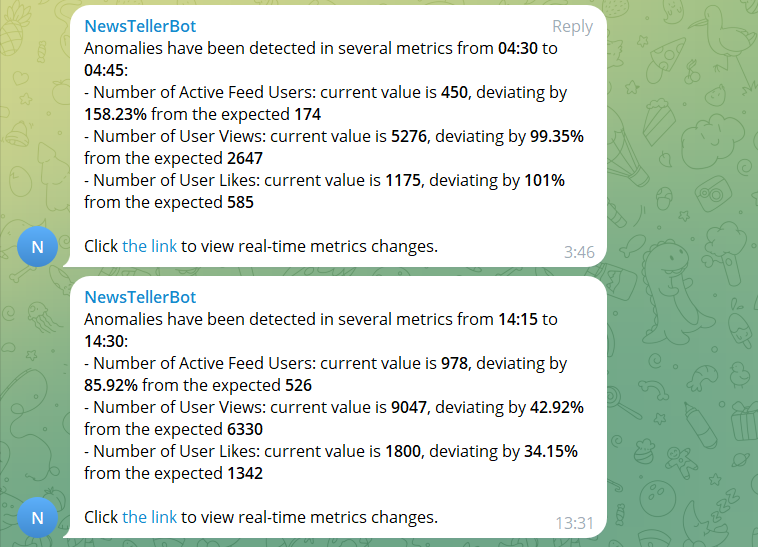 NewsTellerBot Reply
Anomalies have been detected in several metrics from 04:30 to
04:45:
- Number of Active Feed Users: current value is 450, deviating by
158.23% from the expected 174
- Number of User Views: current value is 5276, deviating by 99.35%
from the expected 2647
- Number of User Likes: current value is 1175, deviating by 101%
from the expected 585
N
Click the link to view real-time metrics changes.
3:46
NewsTellerBot
Anomalies have been detected in several metrics from 14:15 to
14:30:
- Number of Active Feed Users: current value is 978, deviating by
85.92% from the expected 526
- Number of User Views: current value is 9047, deviating by 42.92%
from the expected 6330
- Number of User Likes: current value is 1800, deviating by 34.15%
from the expected 1342
N
Click the link to view real-time metrics changes.
13:31